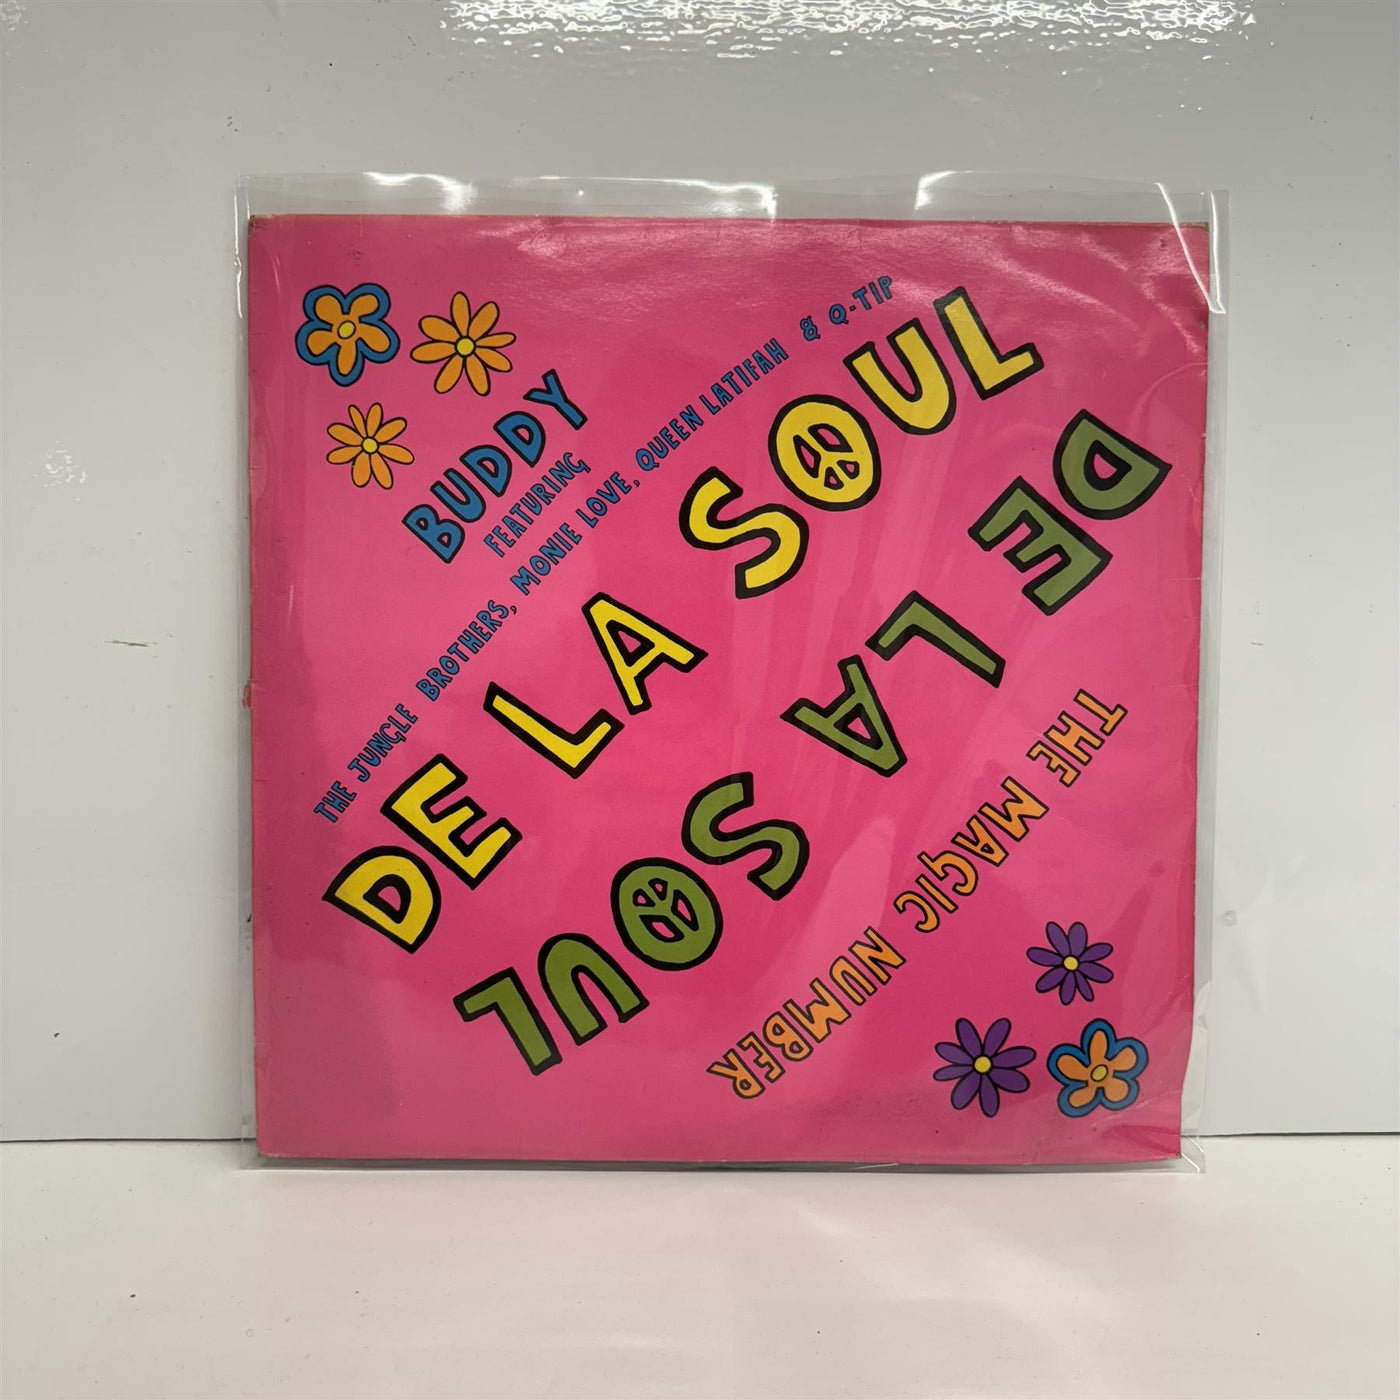 BUDDY
FEATURING
THE JUNGLE BROTHERS, MONIE LOVE, QUEEN LATIFAH & Q-TIP
DE LA SOUL
DE LA SOUL
THE MAGIC NUMBER